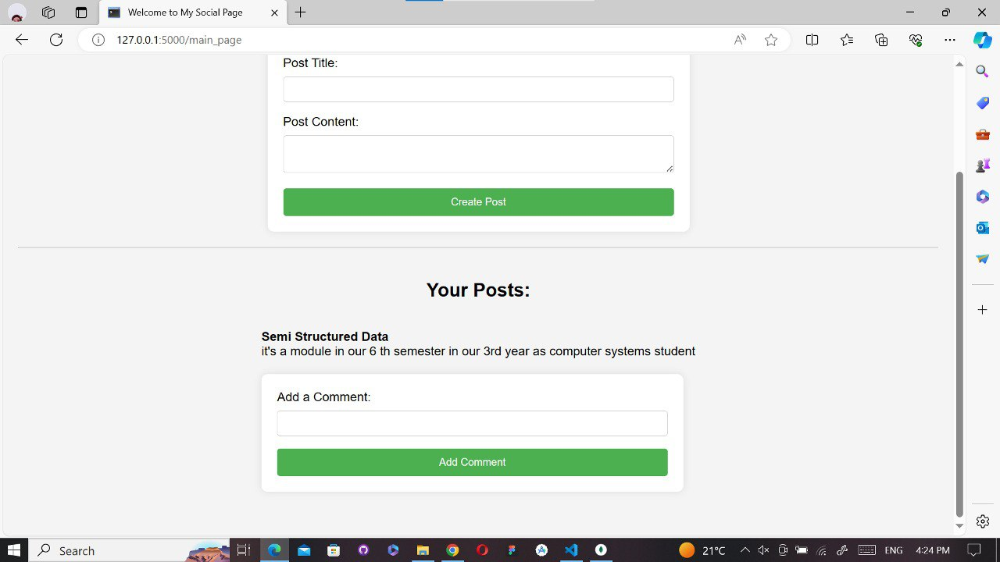 Welcome to My Social Page
127.0.0.1:5000/main_page
Post Title:
Post Content:
Create Post
Your Posts:
Semi Structured Data
it's a module in our 6 th semester in our 3rd year as computer systems student
Add a Comment:
Add Comment
Search
21°C
ENG
4:24 PM